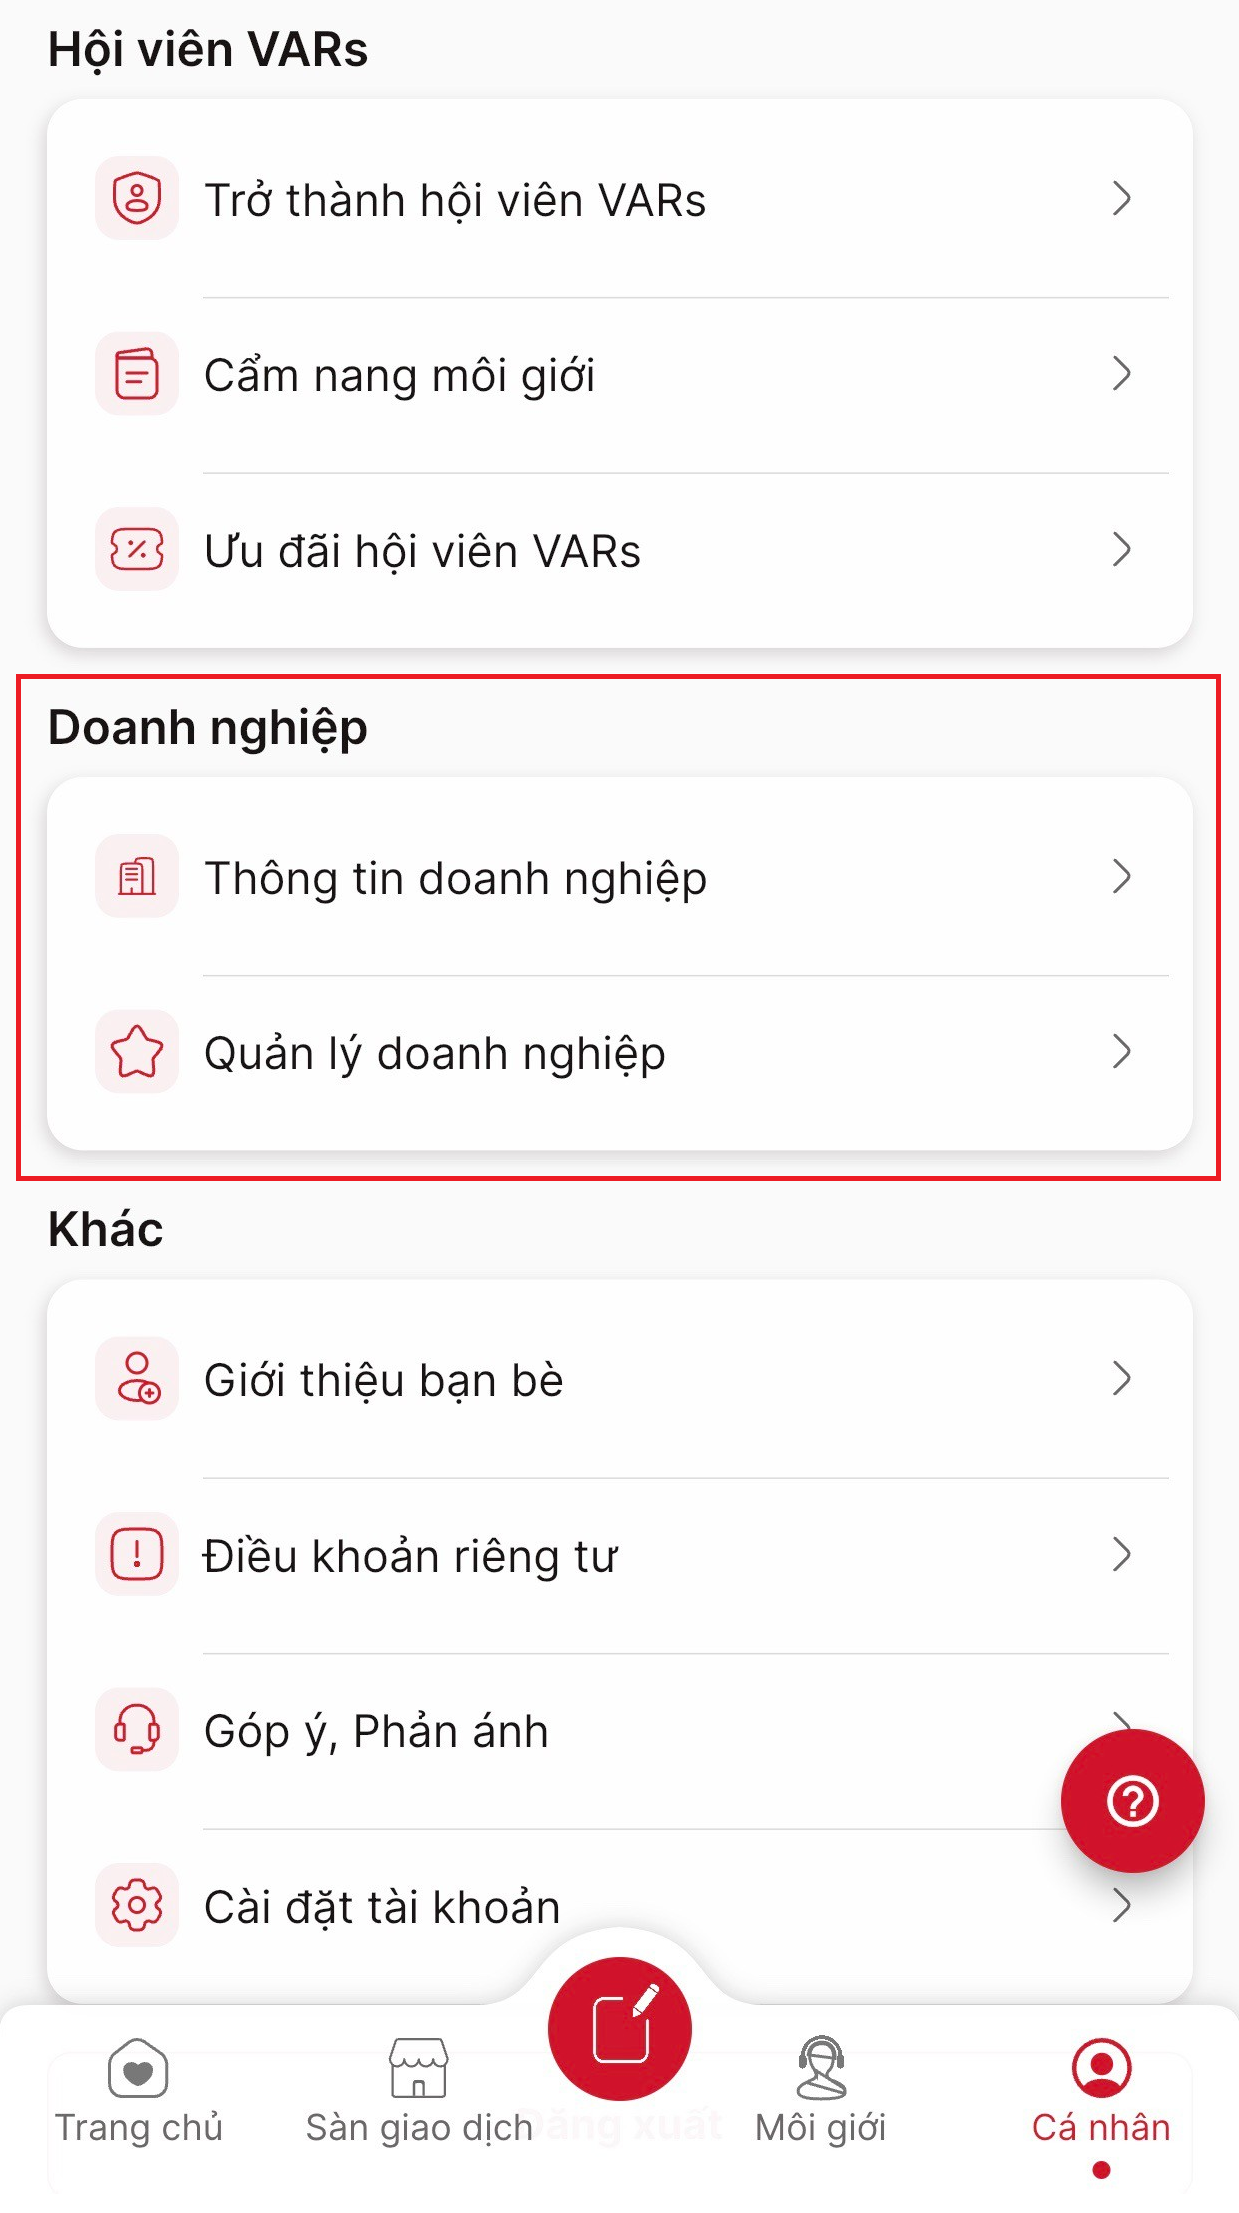 Hội viên VARs
Trở thành hội viên VARs
Cẩm nang môi giới
Ưu đãi hội viên VARs
Doanh nghiệp
Thông tin doanh nghiệp
Quản lý doanh nghiệp
Khác
Giới thiệu bạn bè
Điều khoản riêng tư
Góp ý, Phản ánh
Cài đặt tài khoản
Đăng xuất
Trang chủ
Sàn giao dịch
Môi giới
Cá nhân